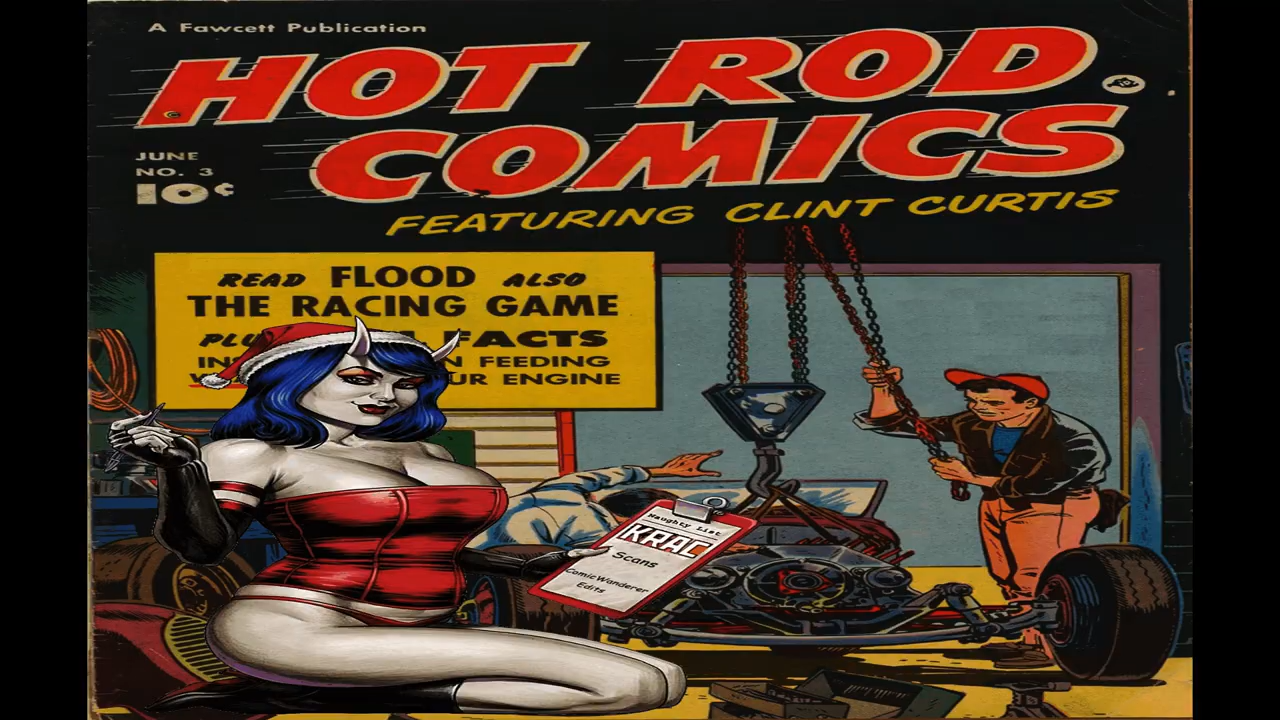 A Fawcett Publication
HOT ROD
COMICS
JUNE
NO. 3
10¢
FEATURING CLINT CURTIS
READ FLOOD ALSO
THE RACING GAME
FACTS
FEEDING
ENGINE
Naughty List
KRAC
Scans
ComicWanderer
Edits